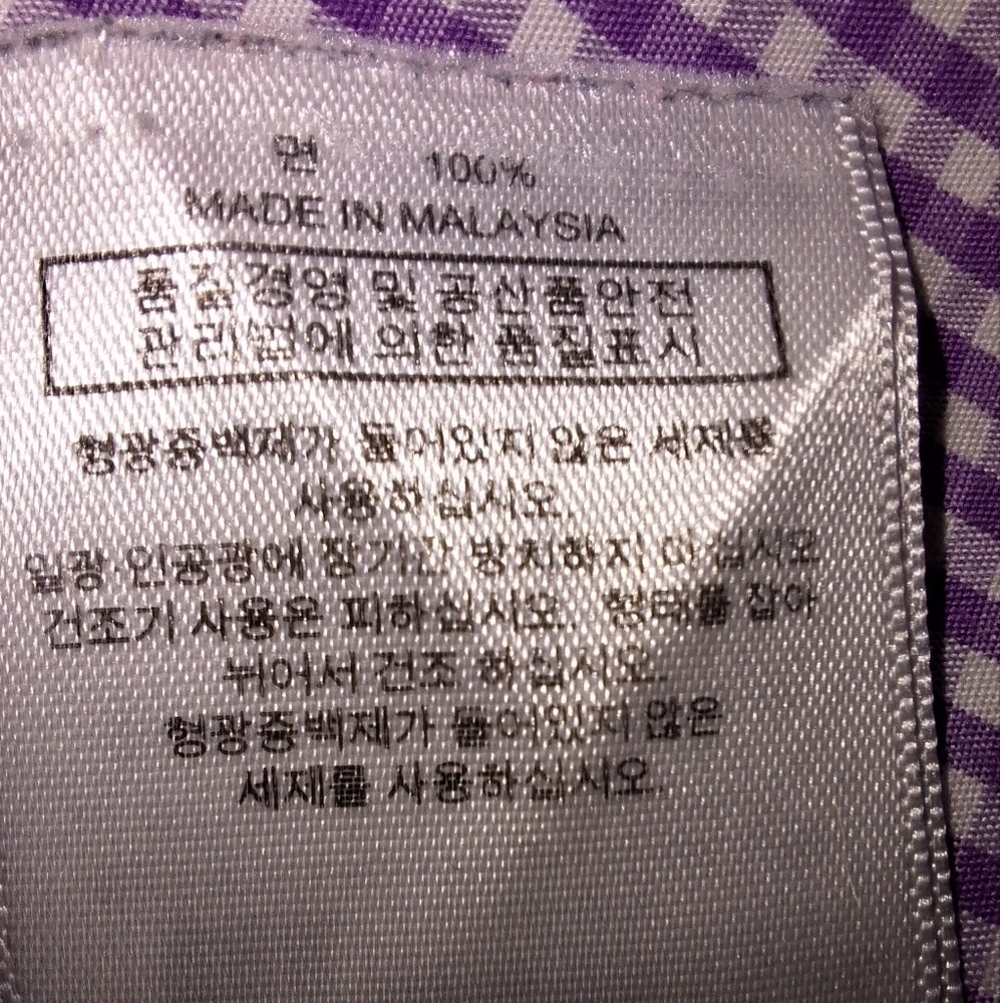 면 100%
MADE IN MALAYSIA
품질경영 및 공산품안전
관리법에 의한 품질표시
형광증백제가 들어있지 않은 세제를
사용하십시오.
일광·인공광에 장기간 방치하지 마십시오
건조기 사용은 피하십시오. 형태를 잡아
뉘어서 건조 하십시오.
형광증백제가 들어있지 않은
세제를 사용하십시오.